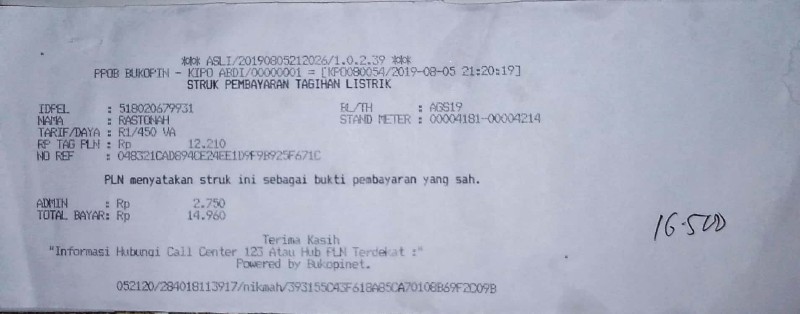 *** ASLI/20190805212026/1.0.2.39 ***
PPOB BUKOPIN - KIPO ABDI/00000001 = [KP0080054/2019-08-05 21:20:19]
STRUK PEMBAYARAN TAGIHAN LISTRIK
IDPEL : 518020679931 BL/TH : AGS19
NAMA : RASTONAH STAND METER : 00004181-00004214
TARIF/DAYA : R1/450 VA
RP TAG PLN : Rp 12.210
NO REF : 048321CAD894CE24EE1D9F9B925F671C
PLN menyatakan struk ini sebagai bukti pembayaran yang sah.
ADMIN : Rp 2.750
TOTAL BAYAR: Rp 14.960
16.500
Terima Kasih
"Informasi Hubungi Call Center 123 Atau Hub PLN Terdekat :"
Powered by Bukopinet.
052120/284018113917/nikmah/393155C43F618A85CA70108B69F2C09B